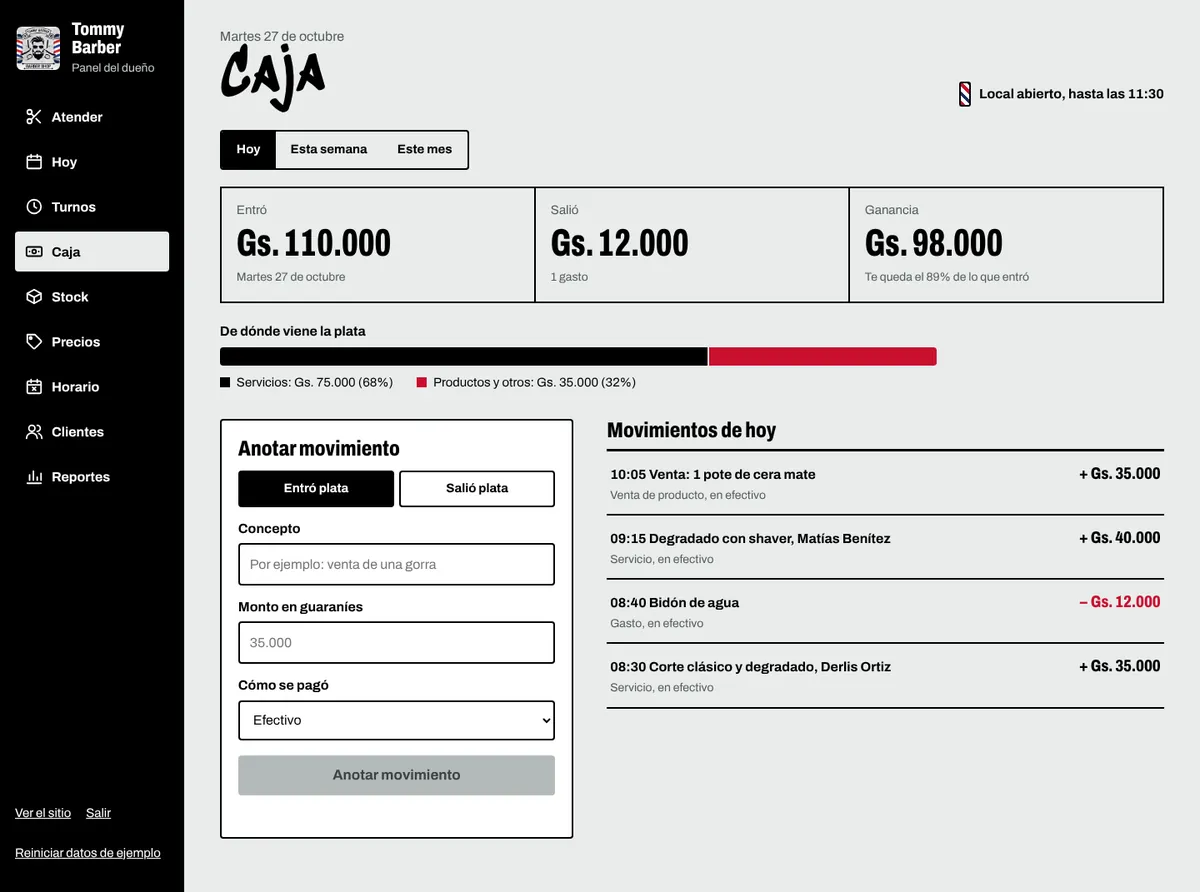 Tommy
Barber
Panel del dueño
Atender
Hoy
Turnos
Caja
Stock
Precios
Horario
Clientes
Reportes
Ver el sitio
Salir
Reiniciar datos de ejemplo
Martes 27 de octubre
Caja
Local abierto, hasta las 11:30
Hoy
Esta semana
Este mes
Entró
Gs. 110.000
Martes 27 de octubre
Salió
Gs. 12.000
1 gasto
Ganancia
Gs. 98.000
Te queda el 89% de lo que entró
De dónde viene la plata
Servicios: Gs. 75.000 (68%)
Productos y otros: Gs. 35.000 (32%)
Anotar movimiento
Entró plata
Salió plata
Concepto
Por ejemplo: venta de una gorra
Monto en guaraníes
35.000
Cómo se pagó
Efectivo
Anotar movimiento
Movimientos de hoy
10:05 Venta: 1 pote de cera mate
+ Gs. 35.000
Venta de producto, en efectivo
09:15 Degradado con shaver, Matías Benítez
+ Gs. 40.000
Servicio, en efectivo
08:40 Bidón de agua
– Gs. 12.000
Gasto, en efectivo
08:30 Corte clásico y degradado, Derlis Ortiz
+ Gs. 35.000
Servicio, en efectivo